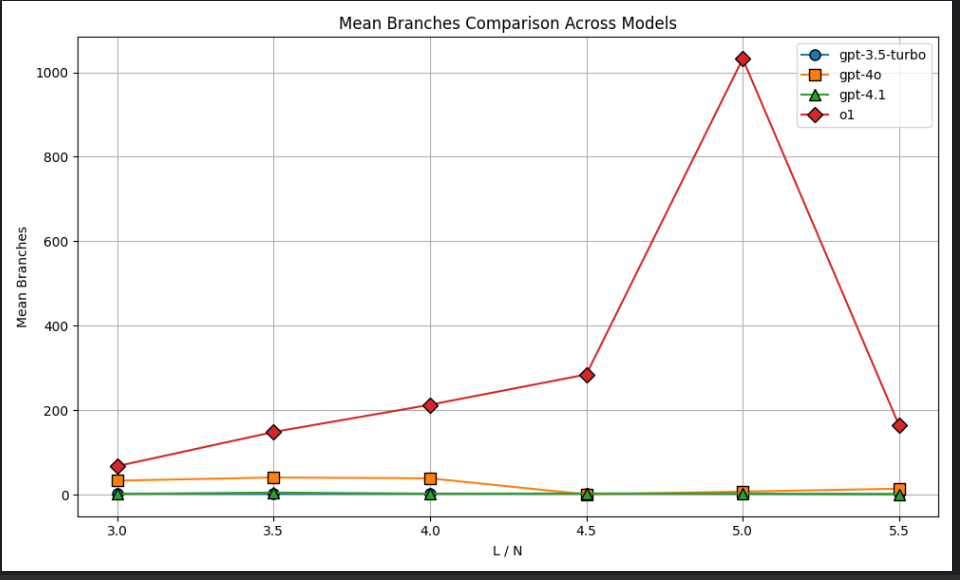 Mean Branches Comparison Across Models
gpt-3.5-turbo
gpt-4o
gpt-4.1
o1
Mean Branches
1000
800
600
400
200
0
3.0 3.5 4.0 4.5 5.0 5.5
L / N